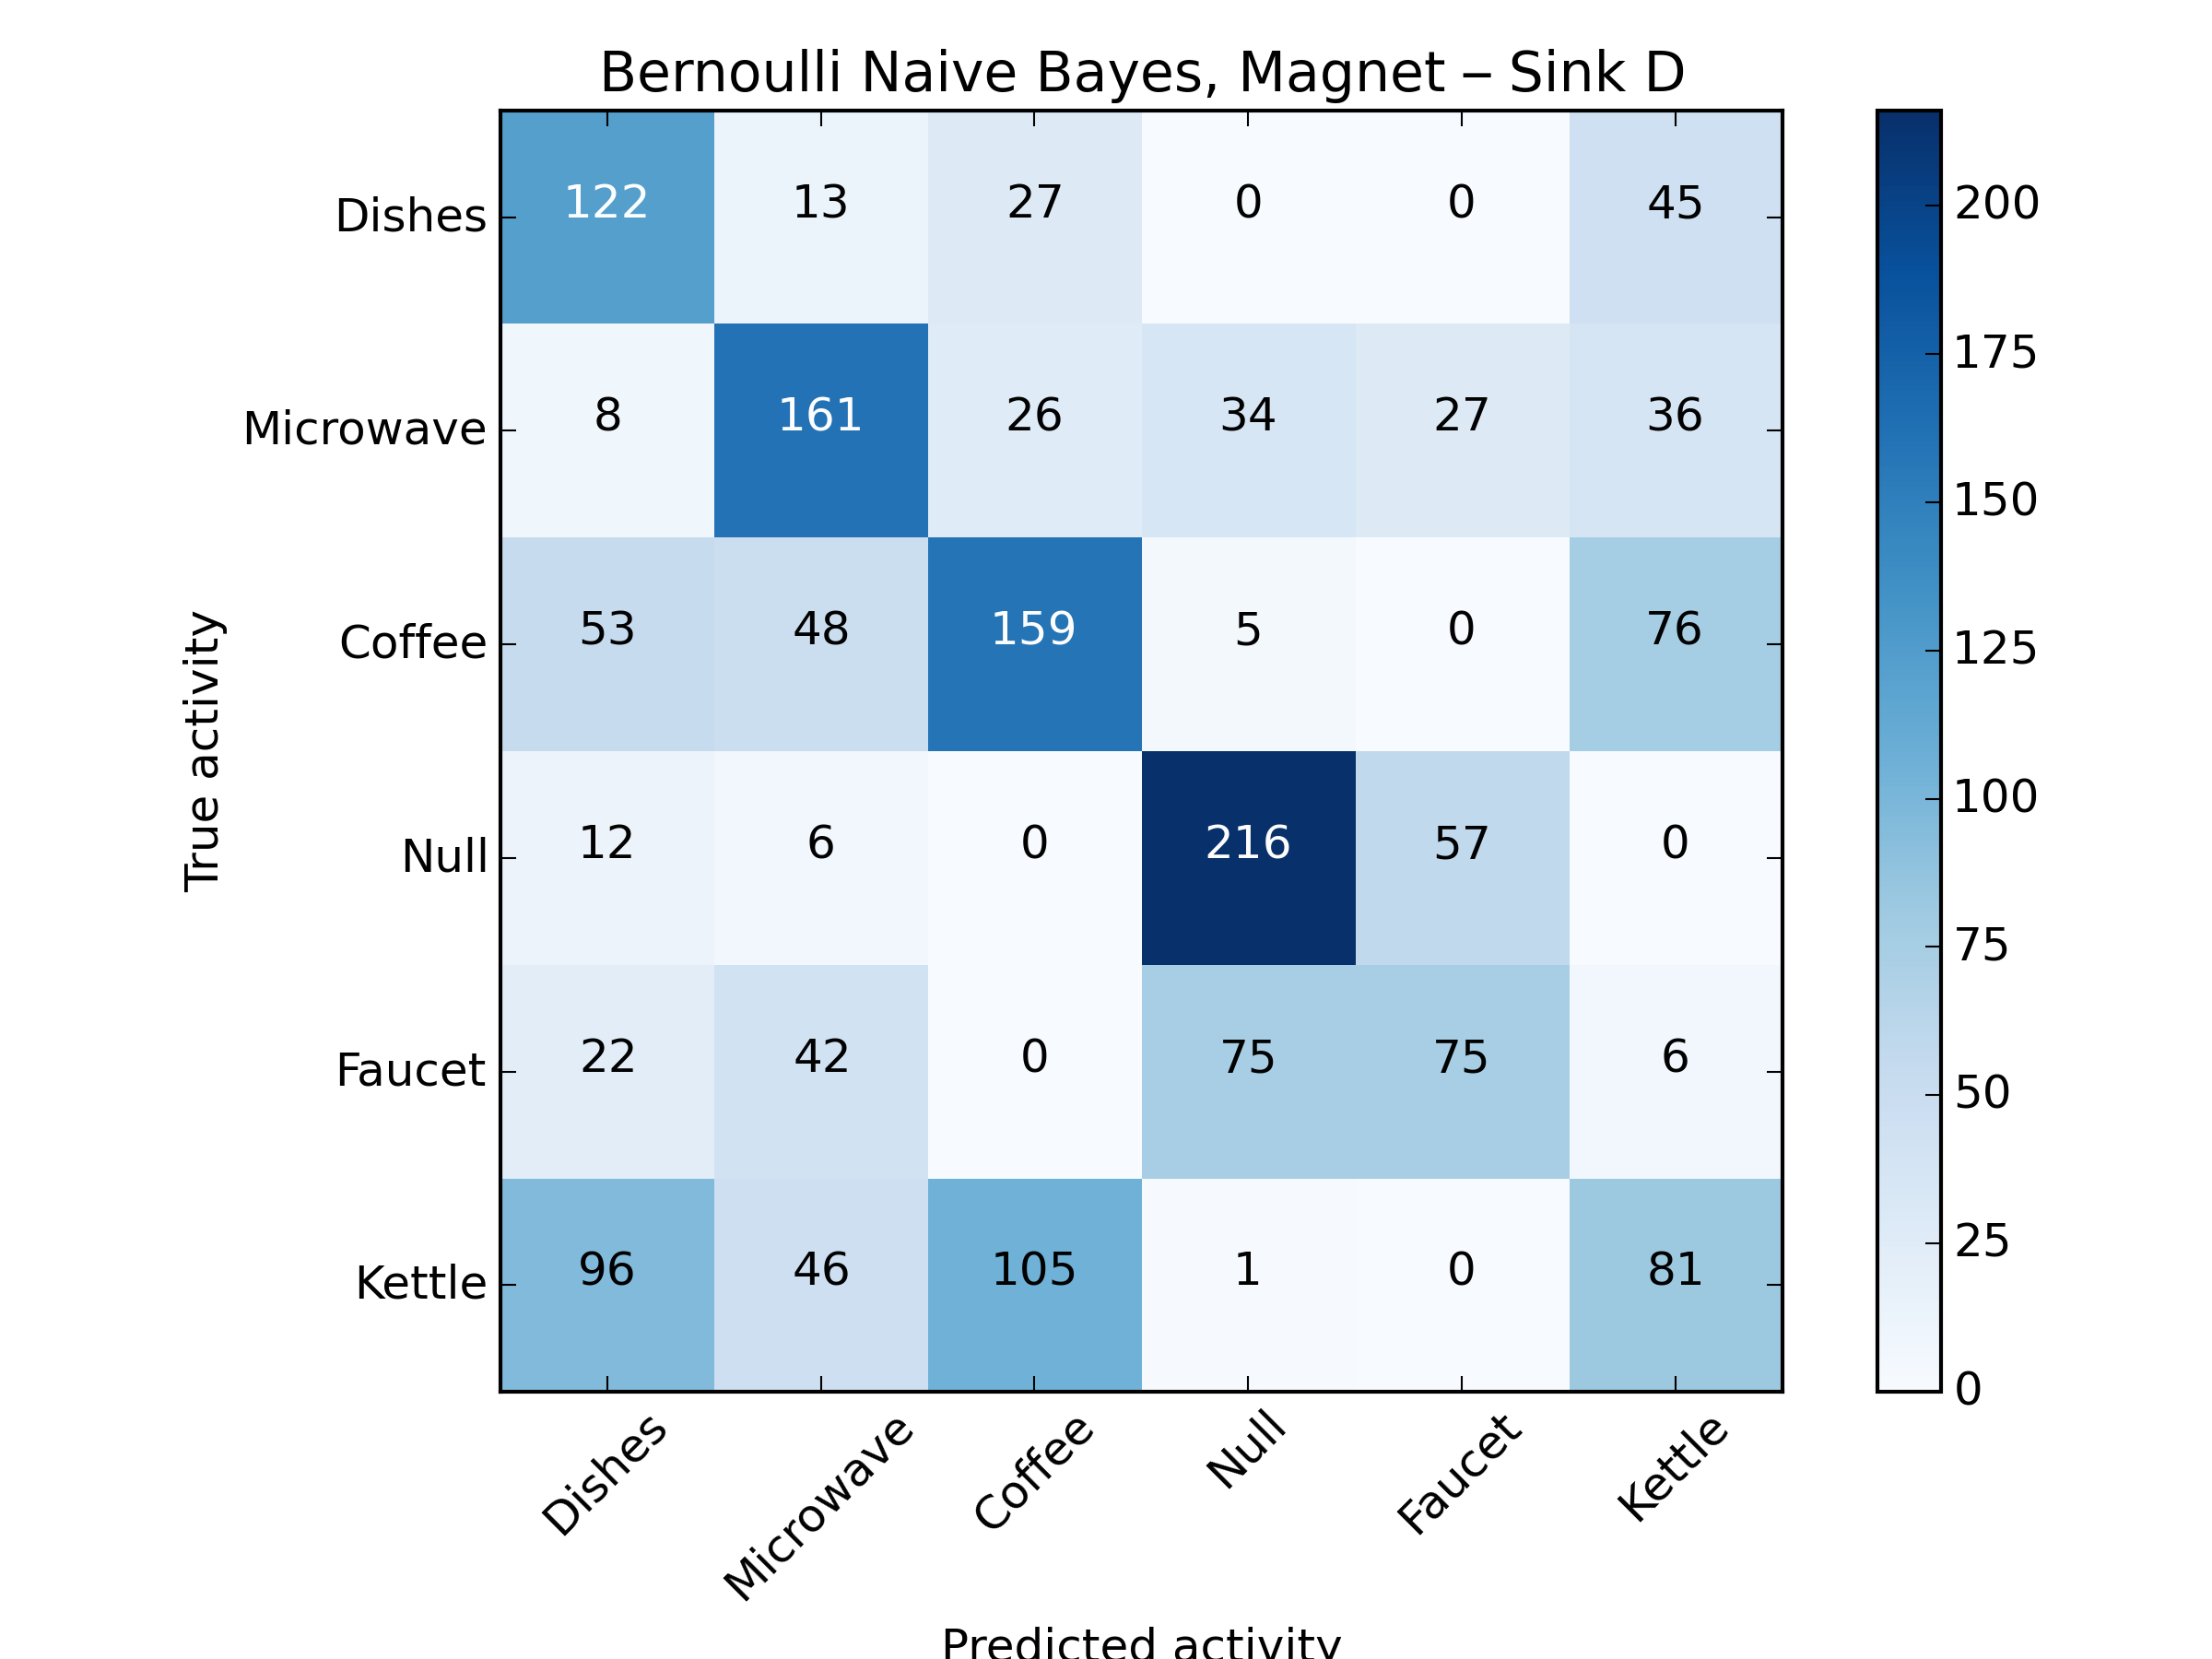 Bernoulli Naive Bayes, Magnet – Sink D
Dishes 122 13 27 0 0 45
Microwave 8 161 26 34 27 36
Coffee 53 48 159 5 0 76
Null 12 6 0 216 57 0
Faucet 22 42 0 75 75 6
Kettle 96 46 105 1 0 81
True activity
Dishes Microwave Coffee Null Faucet Kettle
Predicted activity
200
175
150
125
100
75
50
25
0